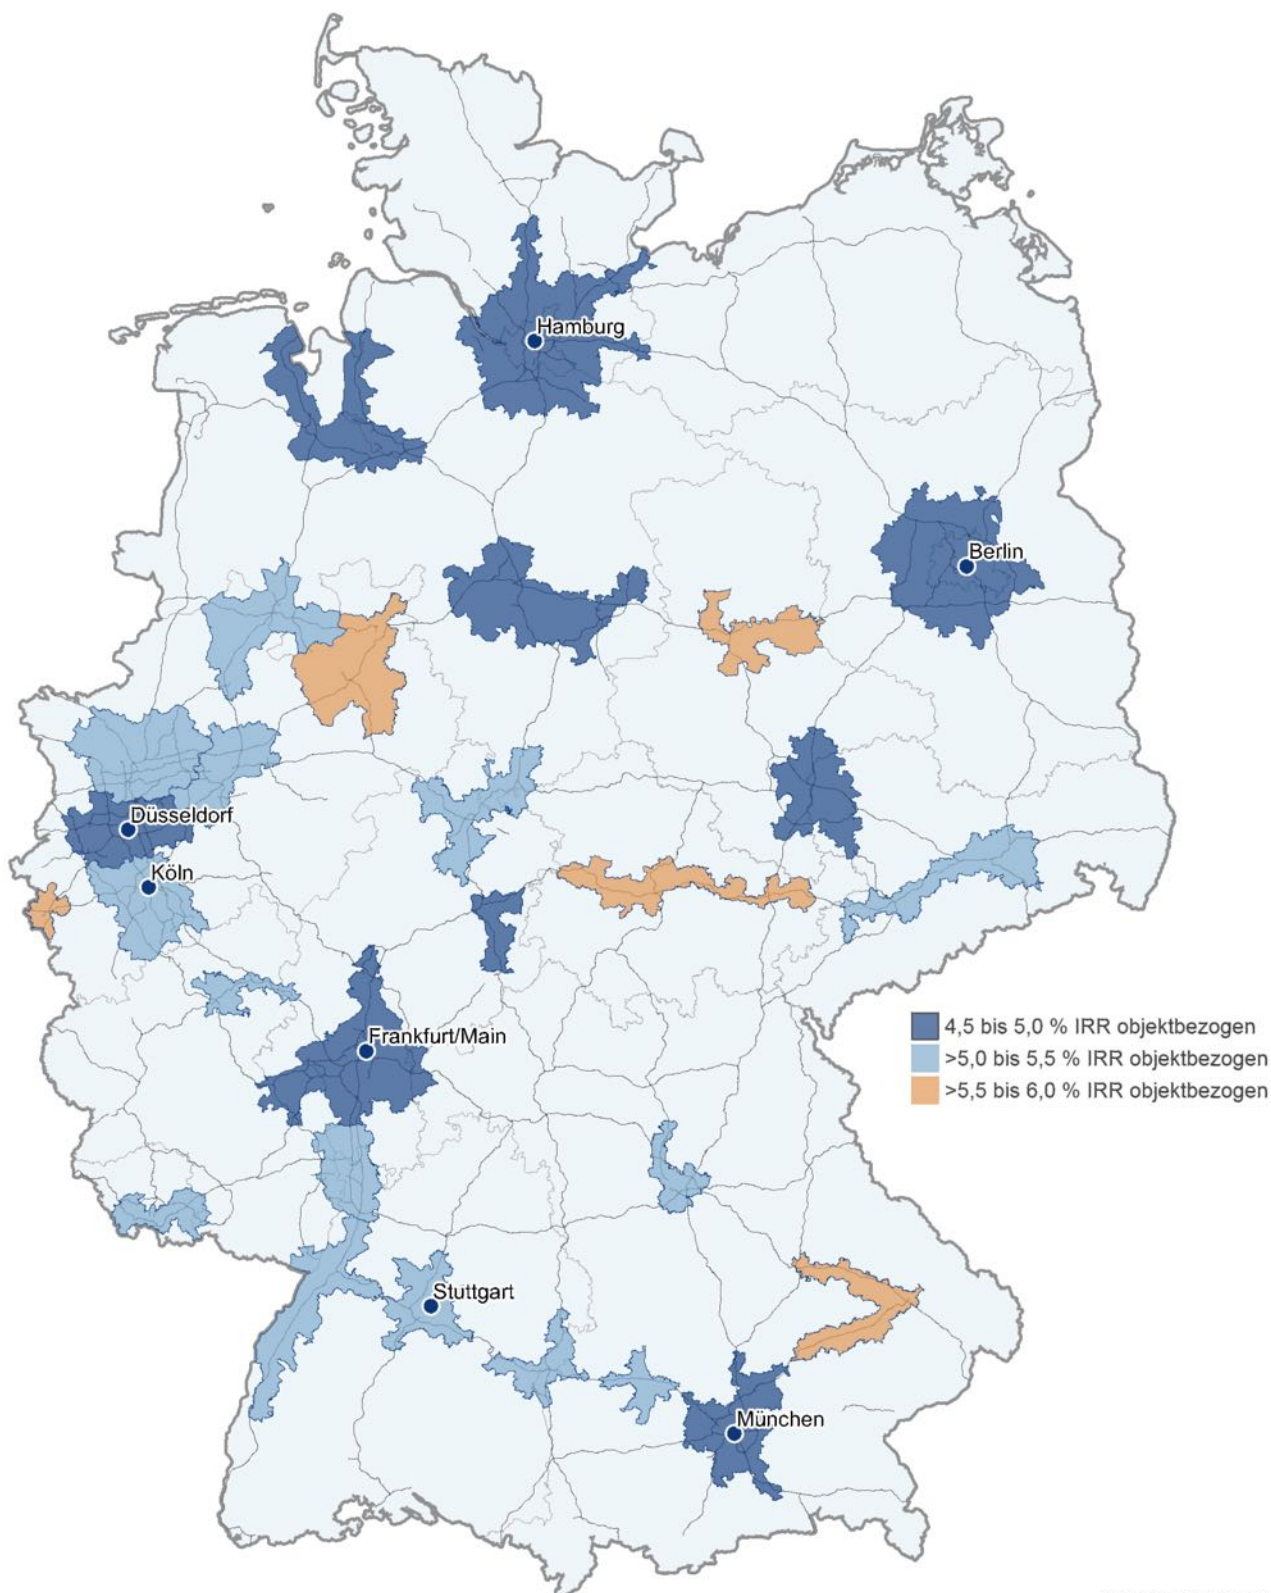 Hamburg
Berlin
Düsseldorf
Köln
Frankfurt/Main
4,5 bis 5,0 % IRR objektbezogen
>5,0 bis 5,5 % IRR objektbezogen
>5,5 bis 6,0 % IRR objektbezogen
Stuttgart
München